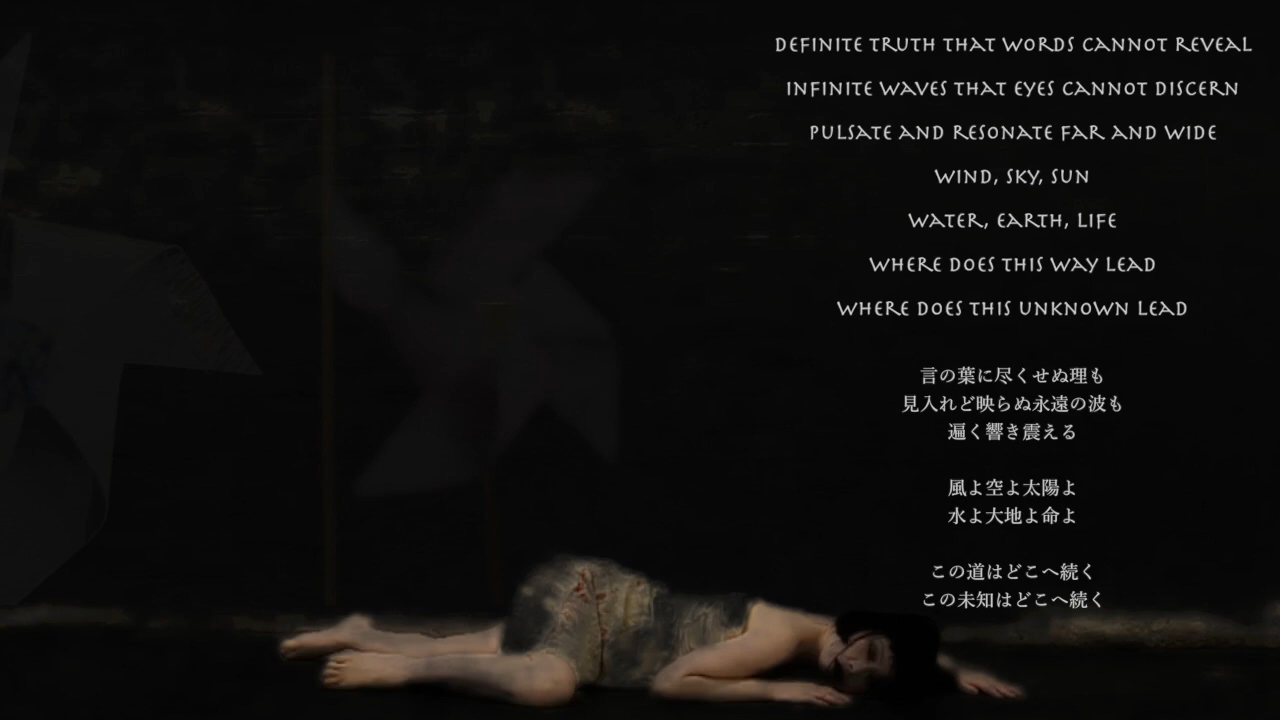 DEFINITE TRUTH THAT WORDS CANNOT REVEAL
INFINITE WAVES THAT EYES CANNOT DISCERN
PULSATE AND RESONATE FAR AND WIDE
WIND, SKY, SUN
WATER, EARTH, LIFE
WHERE DOES THIS WAY LEAD
WHERE DOES THIS UNKNOWN LEAD
言の葉に尽くせぬ理も
見入れど映らぬ永遠の波も
遍く響き震える
風よ空よ太陽よ
水よ大地よ命よ
この道はどこへ続く
この未知はどこへ続く